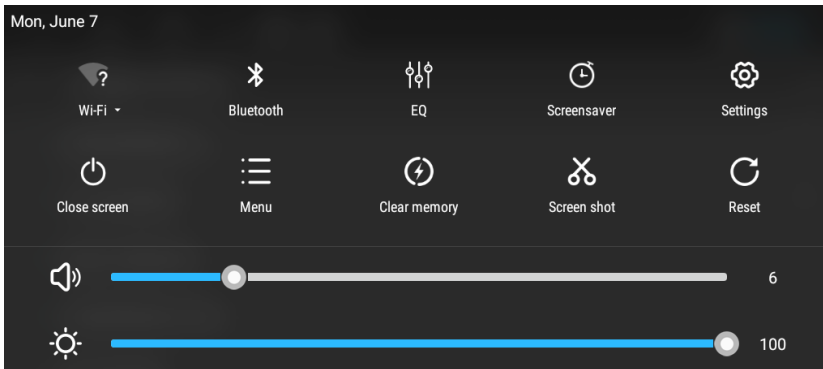 Mon, June 7
Wi-Fi Bluetooth EQ Screensaver Settings
Close screen Menu Clear memory Screen shot Reset
6
100